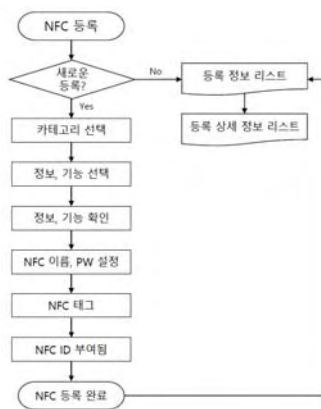 NFC 등록
새로운
등록?
No
등록 정보 리스트
Yes
등록 상세 정보 리스트
카테고리 선택
정보, 기능 선택
정보, 기능 확인
NFC 이름, PW 설정
NFC 태그
NFC ID 부여됨
NFC 등록 완료